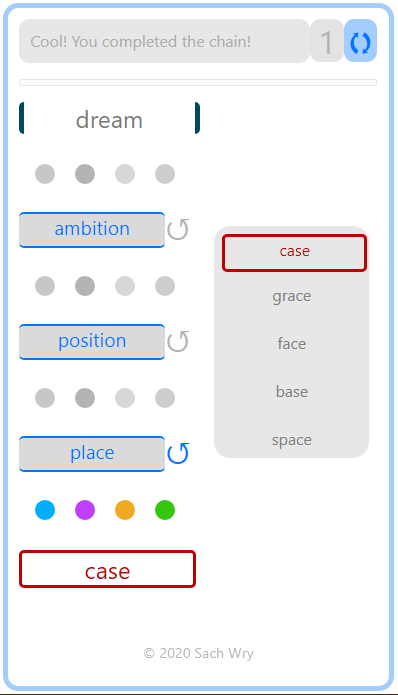 Cool! You completed the chain!
1
dream
ambition
position
place
case
case
grace
face
base
space
© 2020 Sach Wry